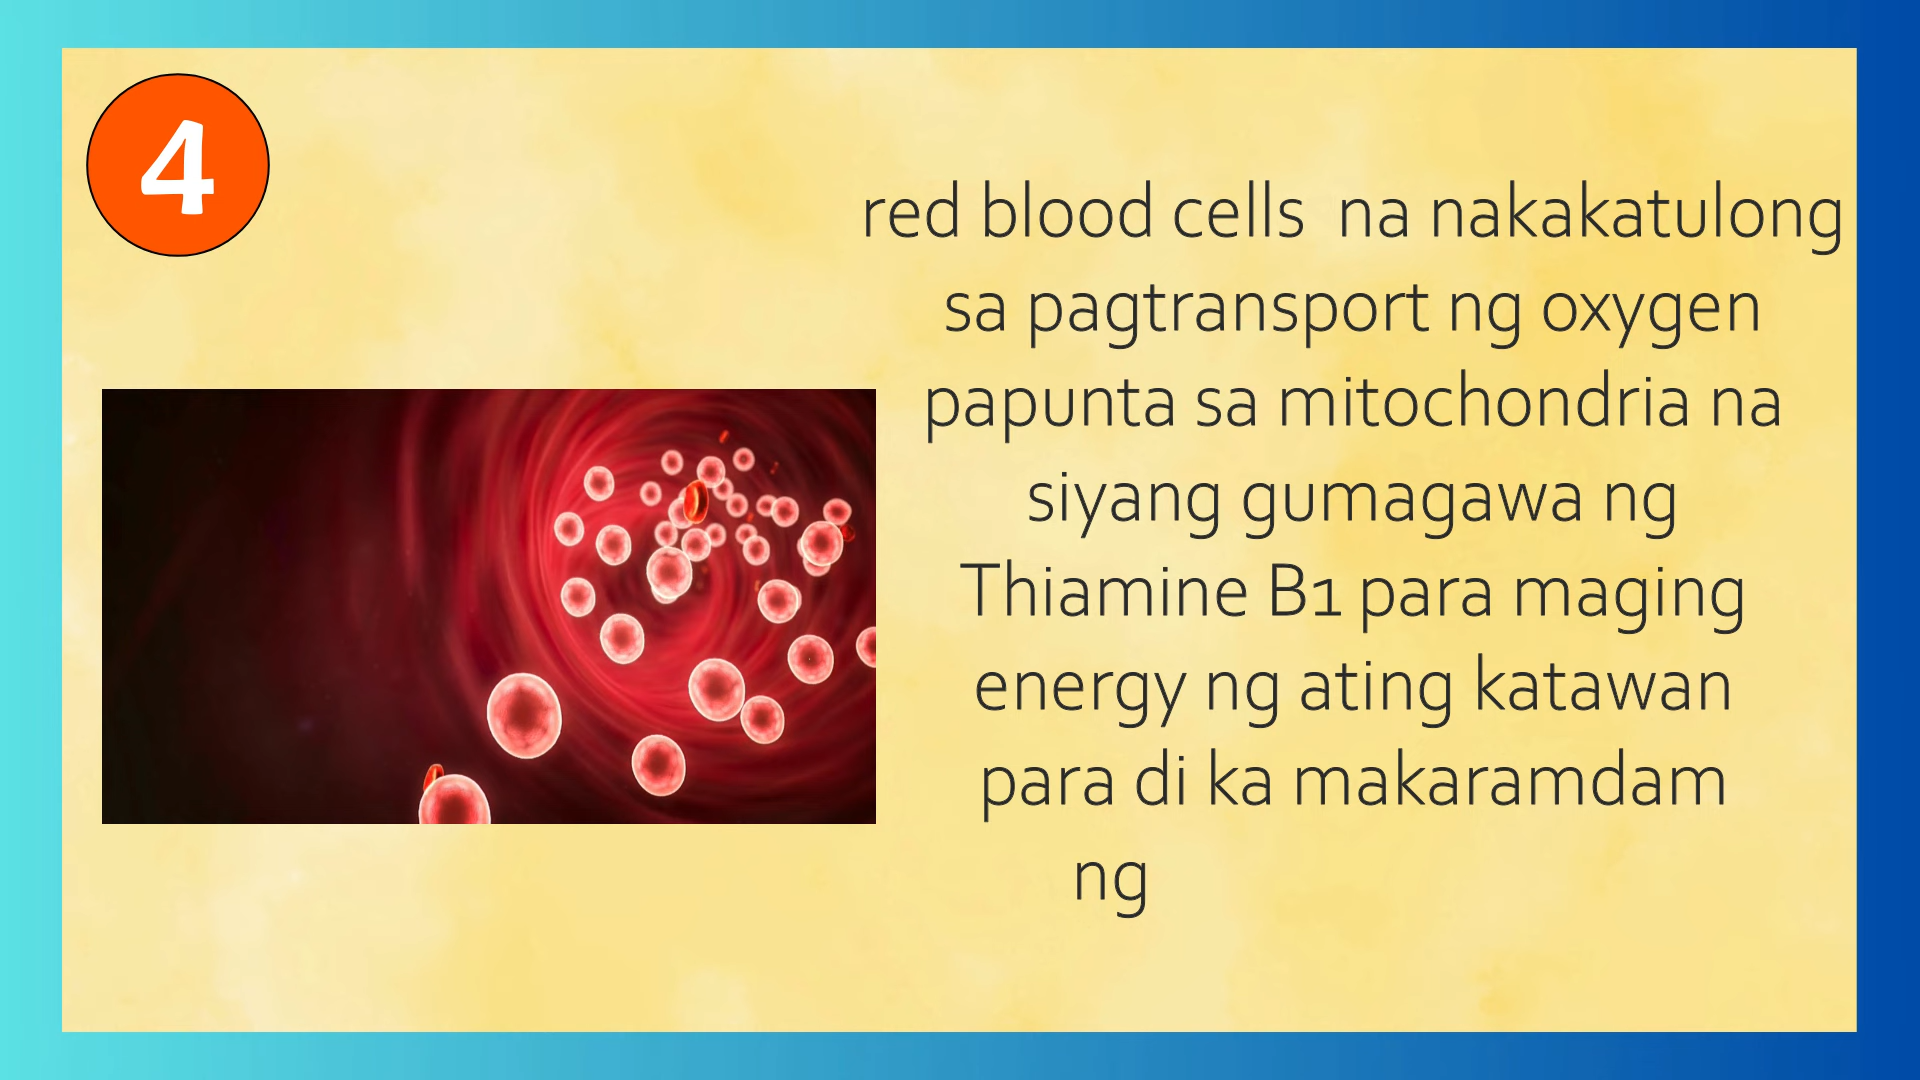 4
red blood cells na nakakatulong
sa pagtransport ng oxygen
papunta sa mitochondria na
siyang gumagawa ng
Thiamine B1 para maging
energy ng ating katawan
para di ka makaramdam
ng